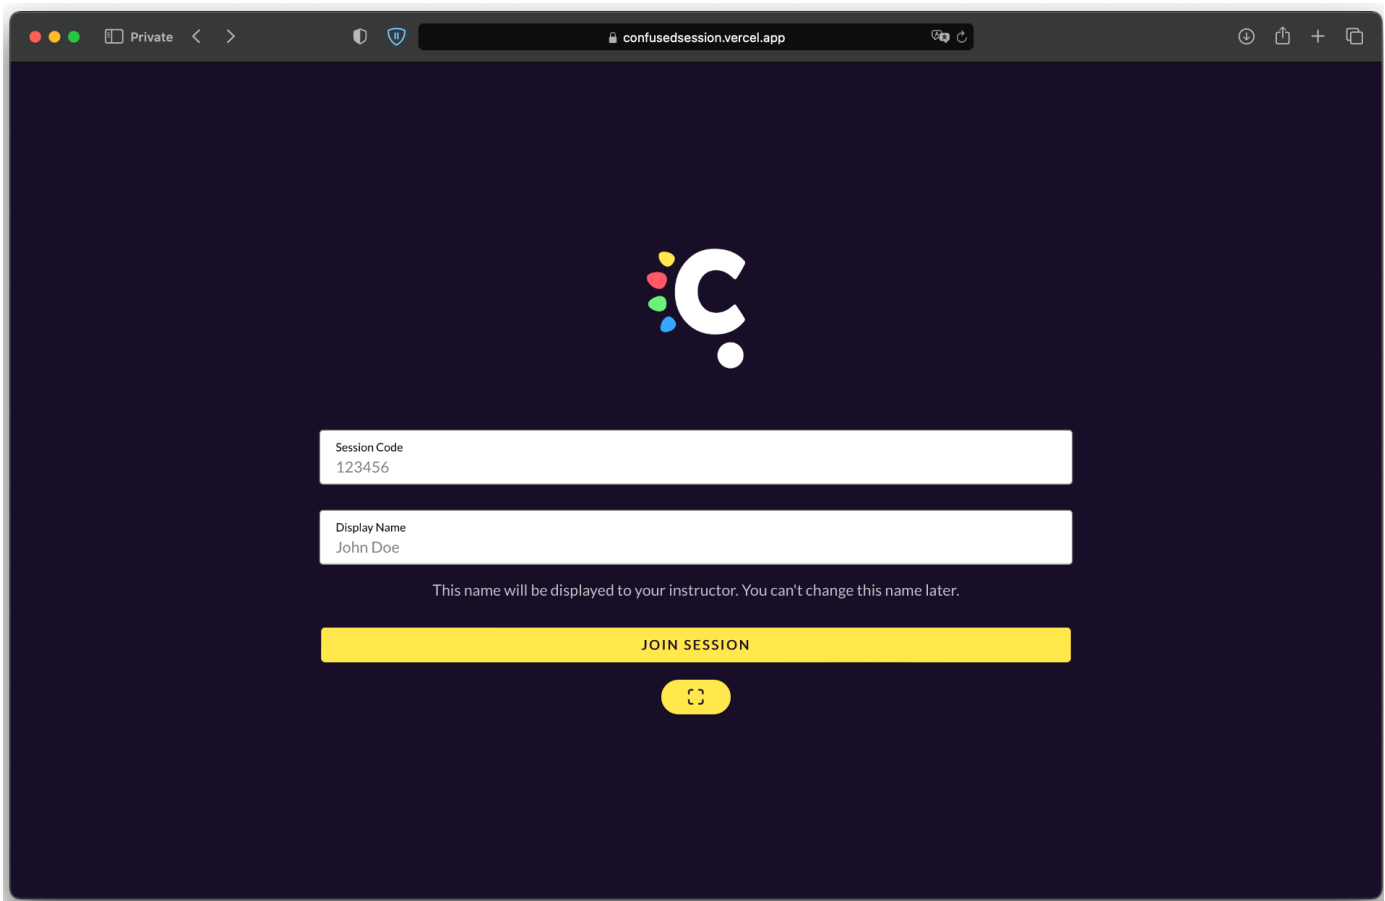 Private
confusedsession.vercel.app
C
Session Code
123456
Display Name
John Doe
This name will be displayed to your instructor. You can't change this name later.
JOIN SESSION